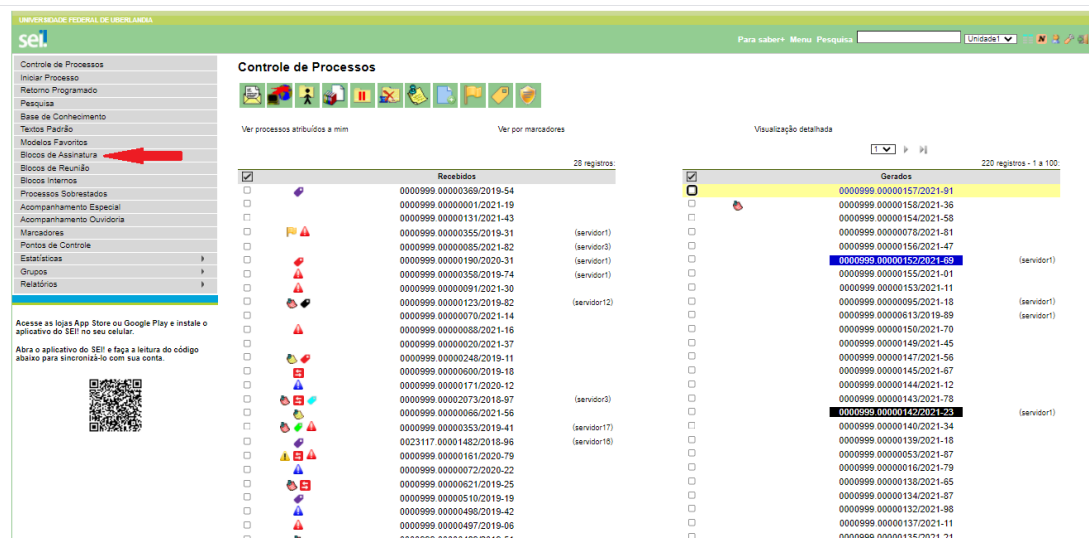 UNIVERSIDADE FEDERAL DE UBERLANDIA
sei!
Para saber+ Menu Pesquisa
Unidade1
Controle de Processos
Iniciar Processo
Retorno Programado
Pesquisa
Base de Conhecimento
Textos Padrão
Modelos Favoritos
Blocos de Assinatura
Blocos de Reunião
Blocos Internos
Processos Sobrestados
Acompanhamento Especial
Acompanhamento Ouvidoria
Marcadores
Pontos de Controle
Estatísticas
Grupos
Relatórios
Acesse as lojas App Store ou Google Play e instale o
aplicativo do SEI! no seu celular.
Abra o aplicativo do SEI! e faça a leitura do código
abaixo para sincronizá-lo com sua conta.
Controle de Processos
Ver processos atribuídos a mim
Ver por marcadores
Visualização detalhada
28 registros:
Recebidos
0000999.00000369/2019-54
0000999.00000001/2021-19
0000999.00000131/2021-43
0000999.00000355/2019-31 (servidor1)
0000999.00000085/2021-82 (servidor3)
0000999.00000190/2020-31 (servidor1)
0000999.00000358/2019-74 (servidor1)
0000999.00000091/2021-30
0000999.00000123/2019-82 (servidor12)
0000999.00000070/2021-14
0000999.00000088/2021-16
0000999.00000020/2021-37
0000999.00000248/2019-11
0000999.00000600/2019-18
0000999.00000171/2020-12
0000999.00002073/2018-97 (servidor3)
0000999.00000066/2021-56
0000999.00000353/2019-41 (servidor17)
0023117.00001482/2018-96 (servidor16)
0000999.00000161/2020-79
0000999.00000072/2020-22
0000999.00000621/2019-25
0000999.00000510/2019-19
0000999.00000498/2019-42
0000999.00000497/2019-06
1
220 registros - 1 a 100:
Gerados
0000999.00000157/2021-91
0000999.00000158/2021-36
0000999.00000154/2021-58
0000999.00000078/2021-81
0000999.00000156/2021-47
0000999.00000152/2021-69 (servidor1)
0000999.00000155/2021-01
0000999.00000153/2021-11
0000999.00000095/2021-18 (servidor1)
0000999.00000613/2019-89 (servidor1)
0000999.00000150/2021-70
0000999.00000149/2021-45
0000999.00000147/2021-56
0000999.00000145/2021-67
0000999.00000144/2021-12
0000999.00000143/2021-78
0000999.00000142/2021-23 (servidor1)
0000999.00000140/2021-34
0000999.00000139/2021-18
0000999.00000053/2021-87
0000999.00000016/2021-79
0000999.00000138/2021-65
0000999.00000134/2021-87
0000999.00000132/2021-98
0000999.00000137/2021-11
0000999.00000135/2021-21